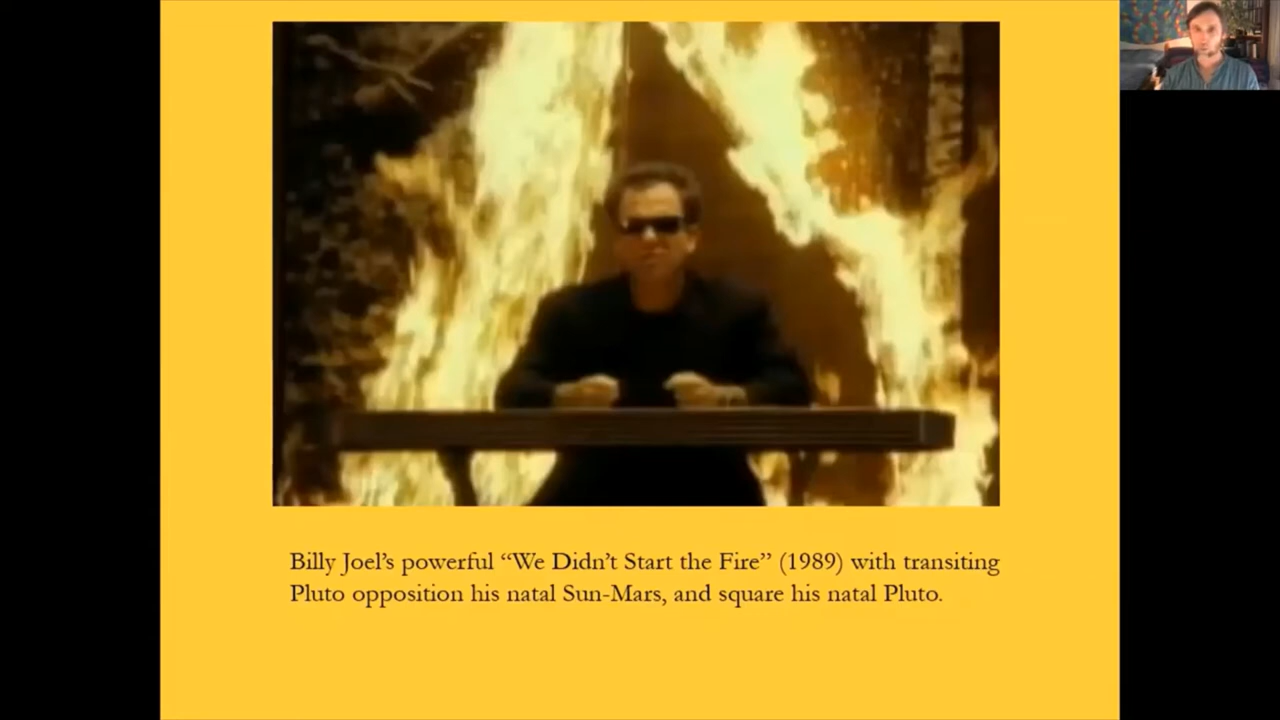 Billy Joel’s powerful “We Didn’t Start the Fire” (1989) with transiting
Pluto opposition his natal Sun-Mars, and square his natal Pluto.